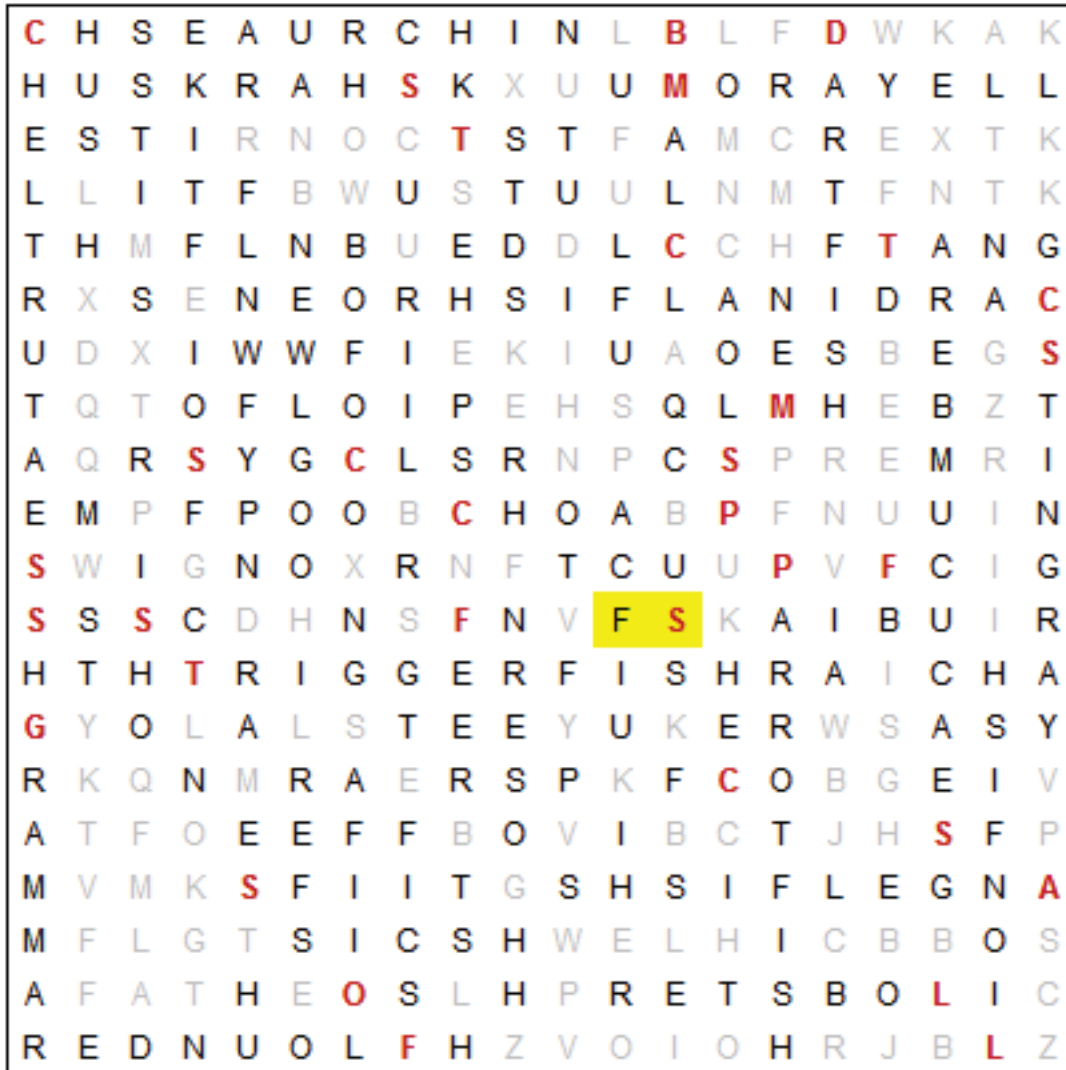 C H S E A U R C H I N L B L F D W K A K
H U S K R A H S K X U U M O R A Y E L L
E S T I R N O C T S T F A M C R E X T K
L L I T F B W U S T U U L N M T F N T K
T H M F L N B U E D D L C C H F T A N G
R X S E N E O R H S I F L A N I D R A C
U D X I W W F I E K I U A O E S B E G S
T Q T O F L O I P E H S Q L M H E B Z T
A Q R S Y G C L S R N P C S P R E M R I
E M P F P O O B C H O A B P F N U U I N
S W I G N O X R N F T C U U P V F C I G
S S S C D H N S F N V F S K A I B U I R
H T H T R I G G E R F I S H R A I C H A
G Y O L A L S T E E Y U K E R W S A S Y
R K Q N M R A E R S P K F C O B G E I V
A T F O E E F F B O V I B C T J H S F P
M V M K S F I I T G S H S I F L E G N A
M F L G T S I C S H W E L H I C B B O S
A F A T H E O S L H P R E T S B O L I C
R E D N U O L F H Z V O I O H R J B L Z